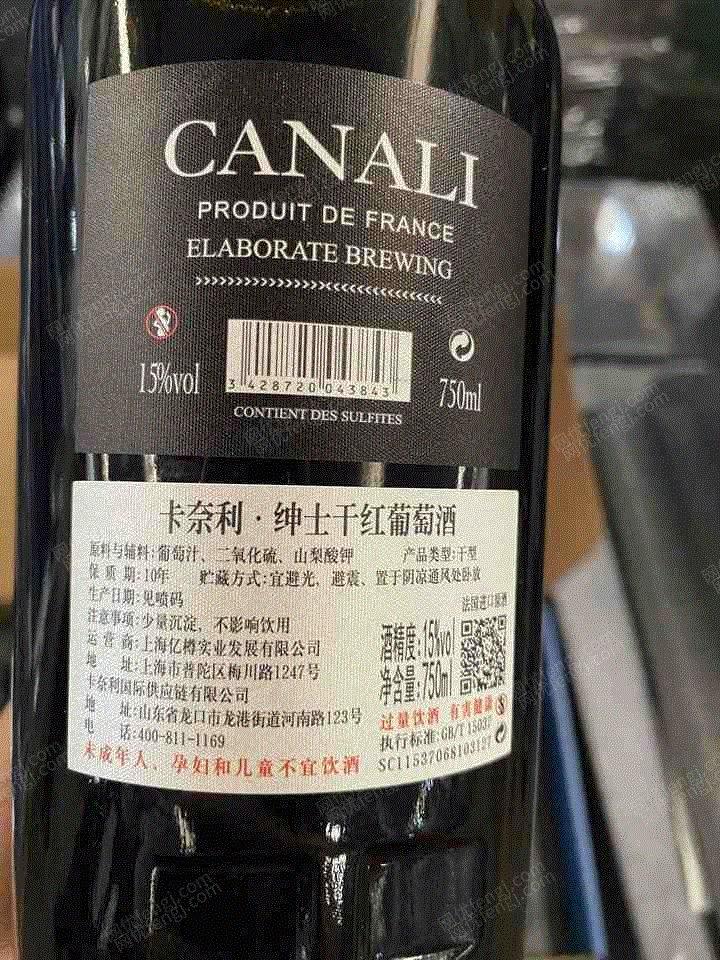 CANALI
PRODUIT DE FRANCE
ELABORATE BREWING
15%vol
3 428720 043843
750ml
CONTIENT DES SULFITES
卡奈利·绅士干红葡萄酒
原料与辅料:葡萄汁、二氧化硫、山梨酸钾 产品类型:干型
保 质 期:10年 贮藏方式:宜避光,避震、置于阴凉通风处卧放
生产日期:见喷码
法国进口原酒
注意事项:少量沉淀,不影响饮用
运 营 商:上海亿樽实业发展有限公司
地 址:上海市普陀区梅川路1247号
卡奈利国际供应链有限公司
地 址:山东省龙口市龙港街道河南路123号
电 话:400-811-1169
未成年人、孕妇和儿童不宜饮酒
酒精度:15%vol
净含量:750ml
过量饮酒 有害健康
执行标准:GB/T 15037
SC11537068103127